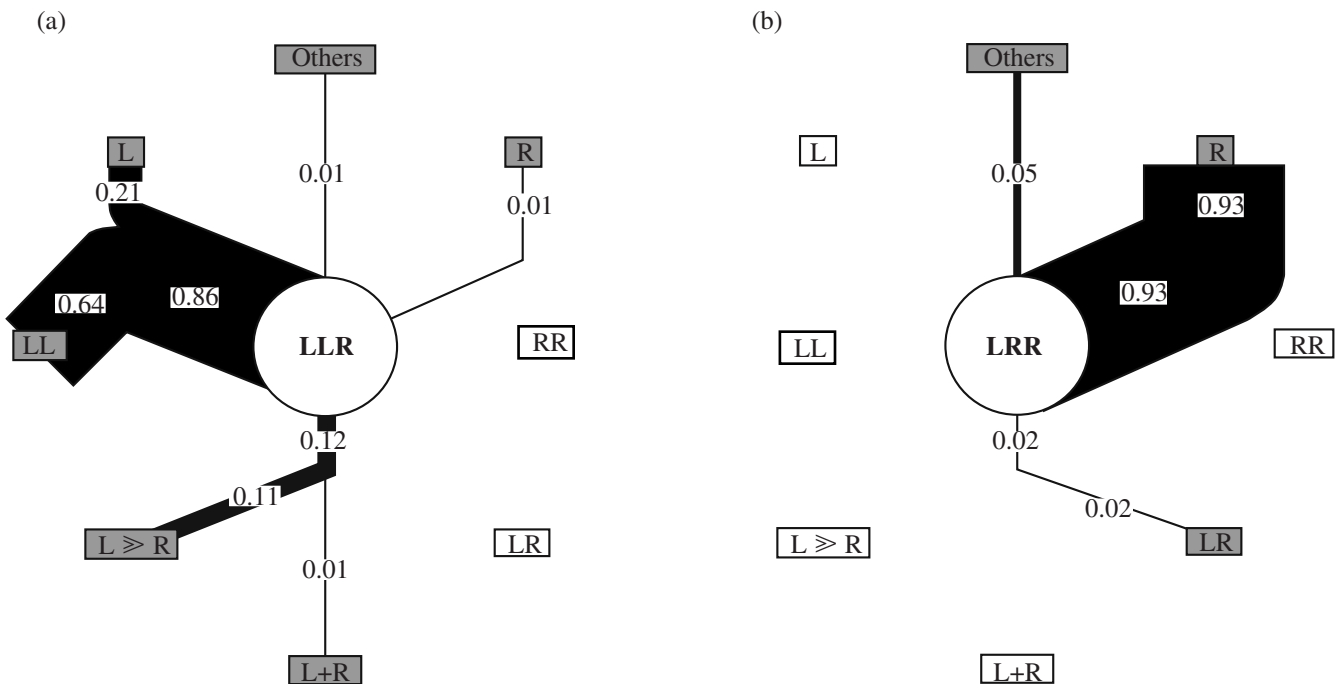 (a)
Others
L
R
0.21
0.01
0.01
0.64
0.86
LL
LLR
RR
0.12
0.11
L ⩾ R
LR
0.01
L+R
(b)
Others
L
R
0.05
0.93
0.93
LL
LRR
RR
0.02
0.02
L ⩾ R
LR
L+R